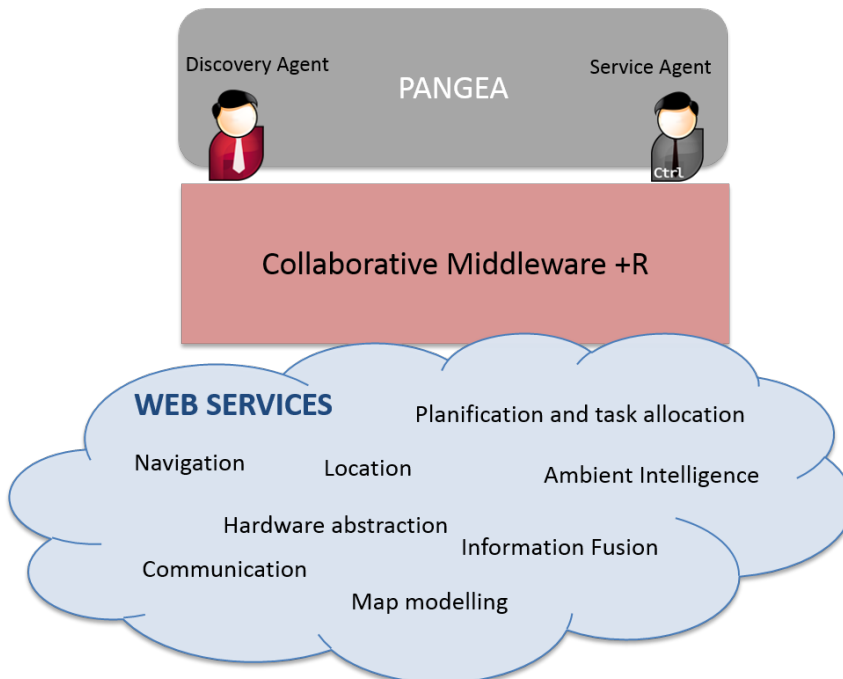 Discovery Agent
Service Agent
PANGEA
Ctrl
Collaborative Middleware +R
WEB SERVICES
Planification and task allocation
Navigation
Location
Ambient Intelligence
Hardware abstraction
Information Fusion
Communication
Map modelling